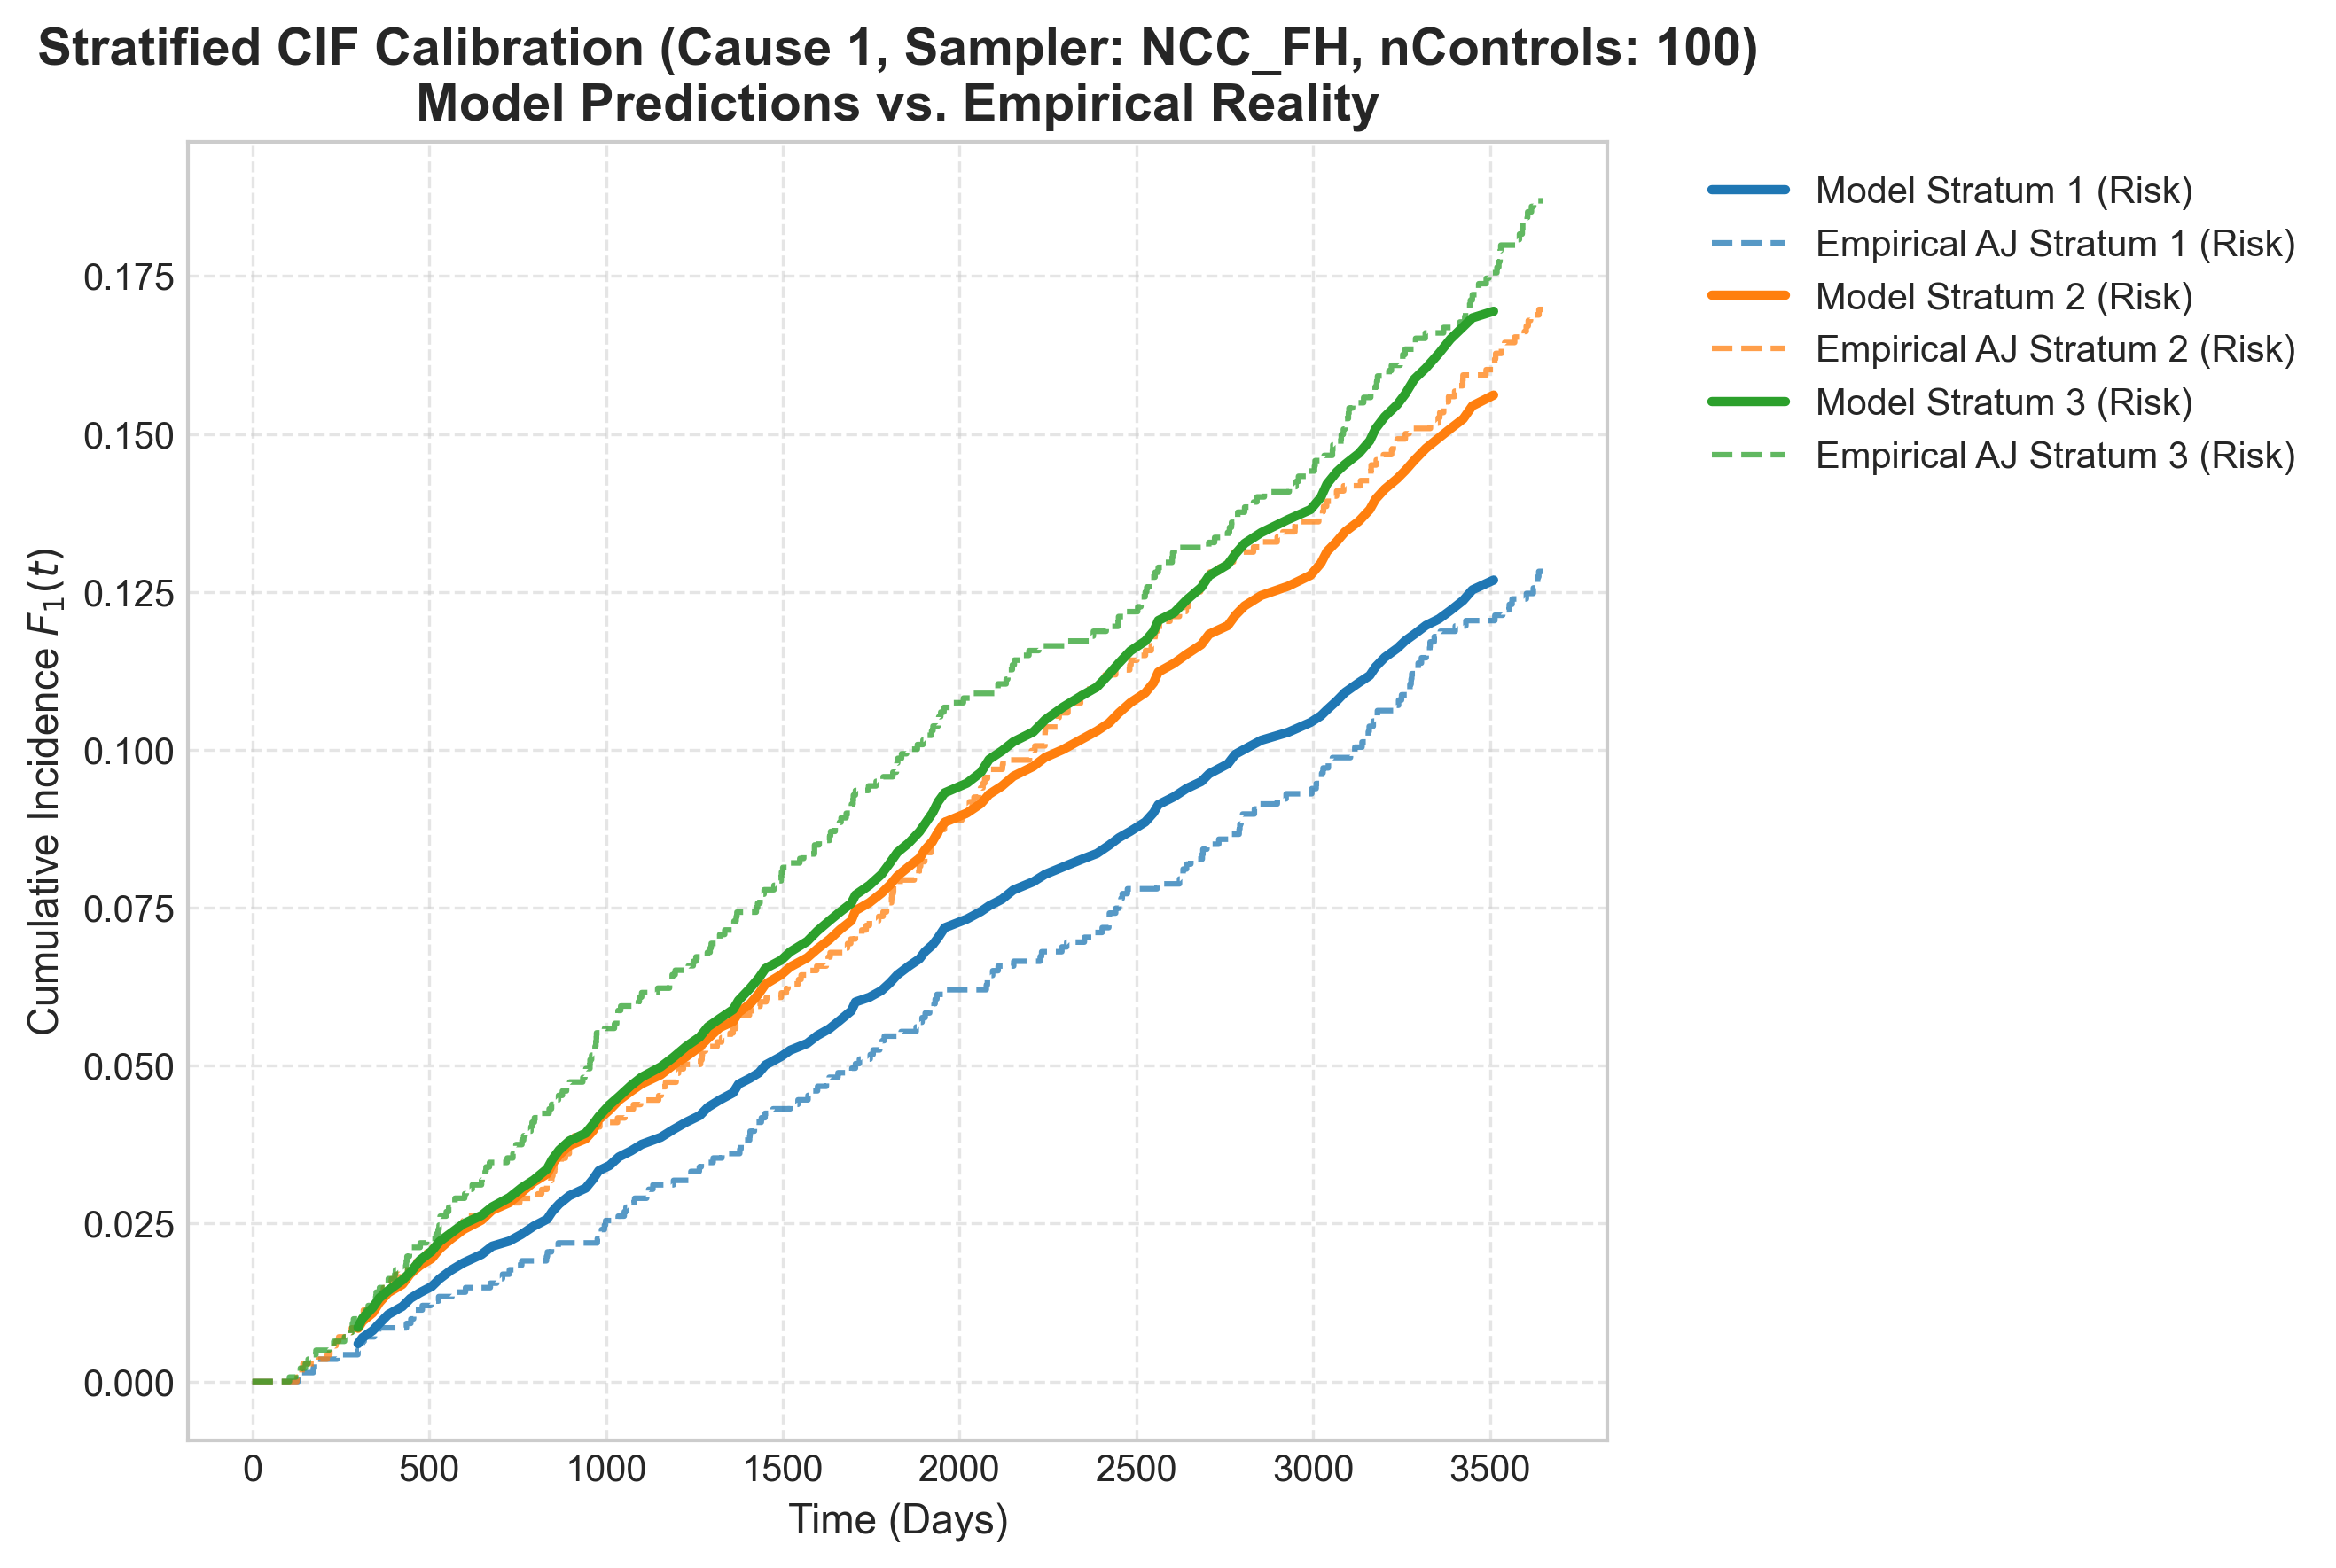 Stratified CIF Calibration (Cause 1, Sampler: NCC_FH, nControls: 100)
Model Predictions vs. Empirical Reality
Model Stratum 1 (Risk)
Empirical AJ Stratum 1 (Risk)
Model Stratum 2 (Risk)
Empirical AJ Stratum 2 (Risk)
Model Stratum 3 (Risk)
Empirical AJ Stratum 3 (Risk)
Cumulative Incidence F₁(t)
0.175
0.150
0.125
0.100
0.075
0.050
0.025
0.000
0
500
1000
1500
2000
2500
3000
3500
Time (Days)